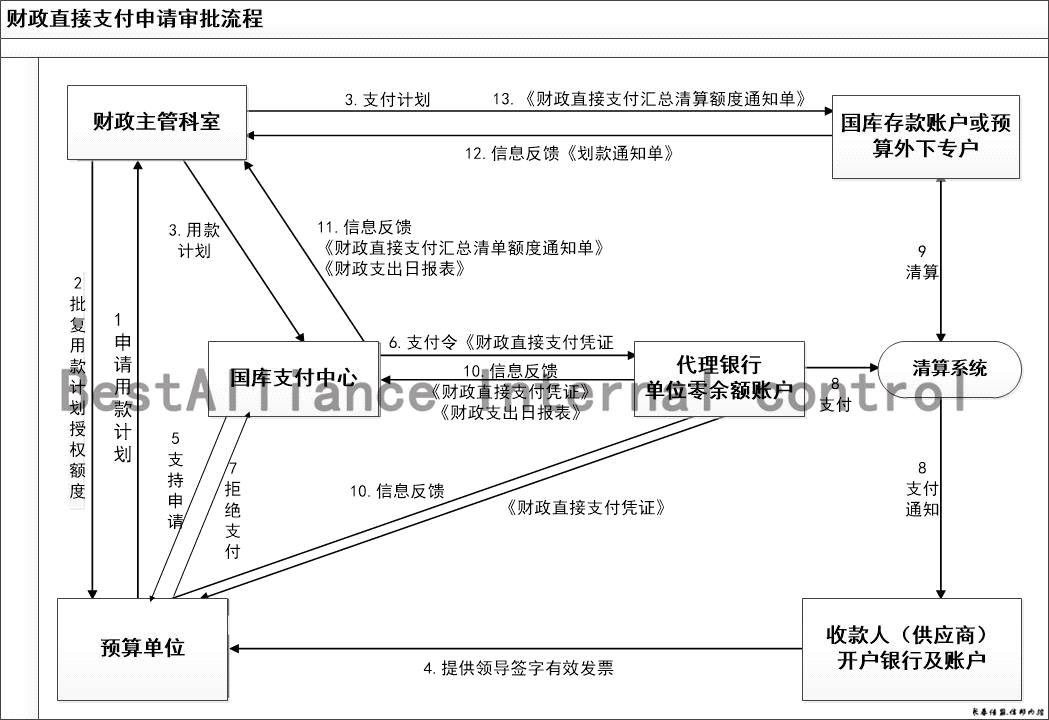 财政直接支付申请审批流程
财政主管科室
3.支付计划
13.《财政直接支付汇总清算额度通知单》
12.信息反馈《划款通知单》
国库存款账户或预
算外下专户
3.用款
计划
11.信息反馈
《财政直接支付汇总清单额度通知单》
《财政支出日报表》
9
清算
2
批
复
用
款
计
划
授
权
额
度
1
申
请
用
款
计
划
国库支付中心
6.支付令《财政直接支付凭证
10.信息反馈
《财政直接支付凭证》
《财政支出日报表》
代理银行
单位零余额账户
8
支付
清算系统
BestAlliance Internal control
5
支
持
申
请
7
拒
绝
支
付
10.信息反馈
《财政直接支付凭证》
8
支付
通知
预算单位
4.提供领导签字有效发票
收款人（供应商）
开户银行及账户